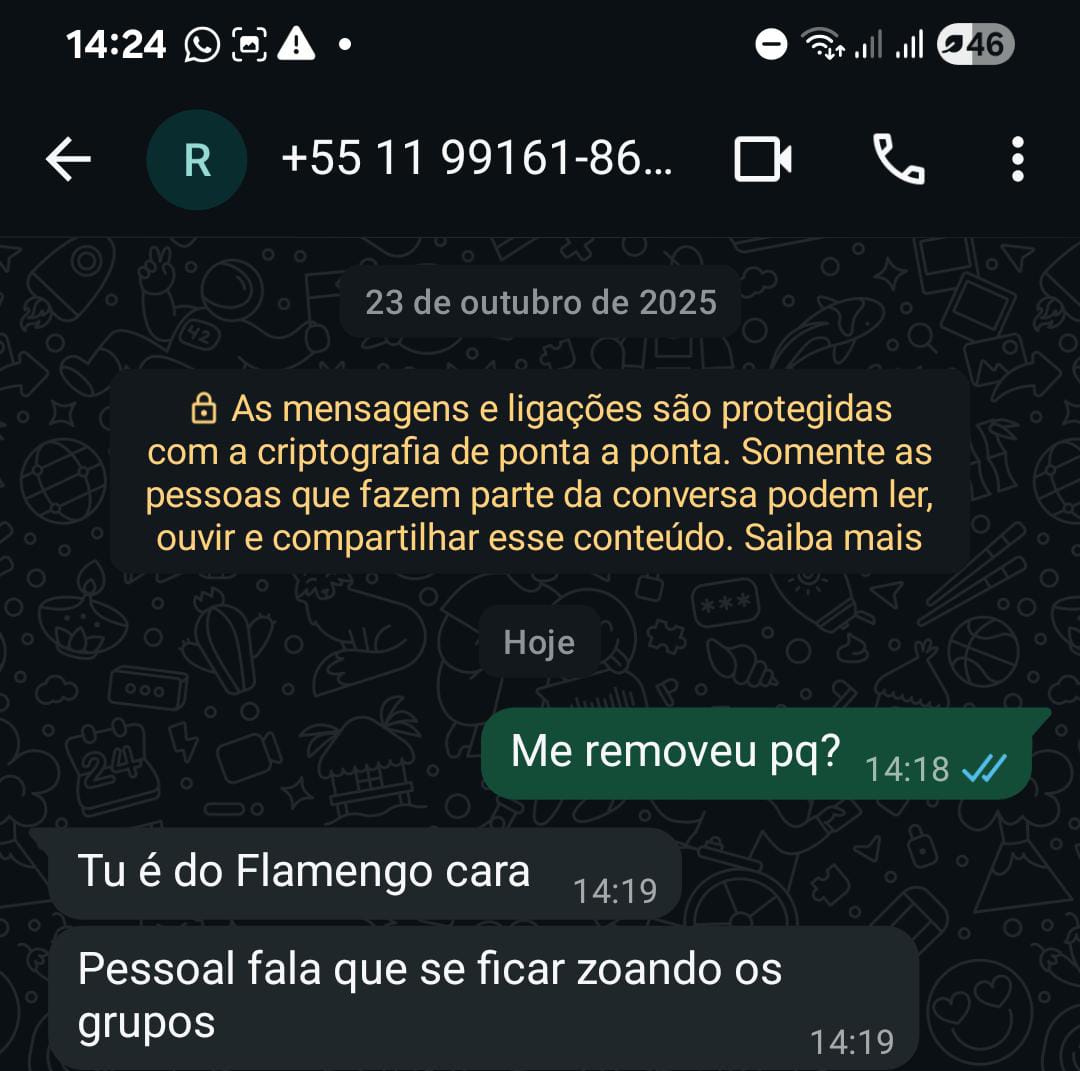 14:24 46
R +55 11 99161-86...
23 de outubro de 2025
As mensagens e ligações são protegidas
com a criptografia de ponta a ponta. Somente as
pessoas que fazem parte da conversa podem ler,
ouvir e compartilhar esse conteúdo. Saiba mais
Hoje
Me removeu pq? 14:18
Tu é do Flamengo cara 14:19
Pessoal fala que se ficar zoando os
grupos 14:19